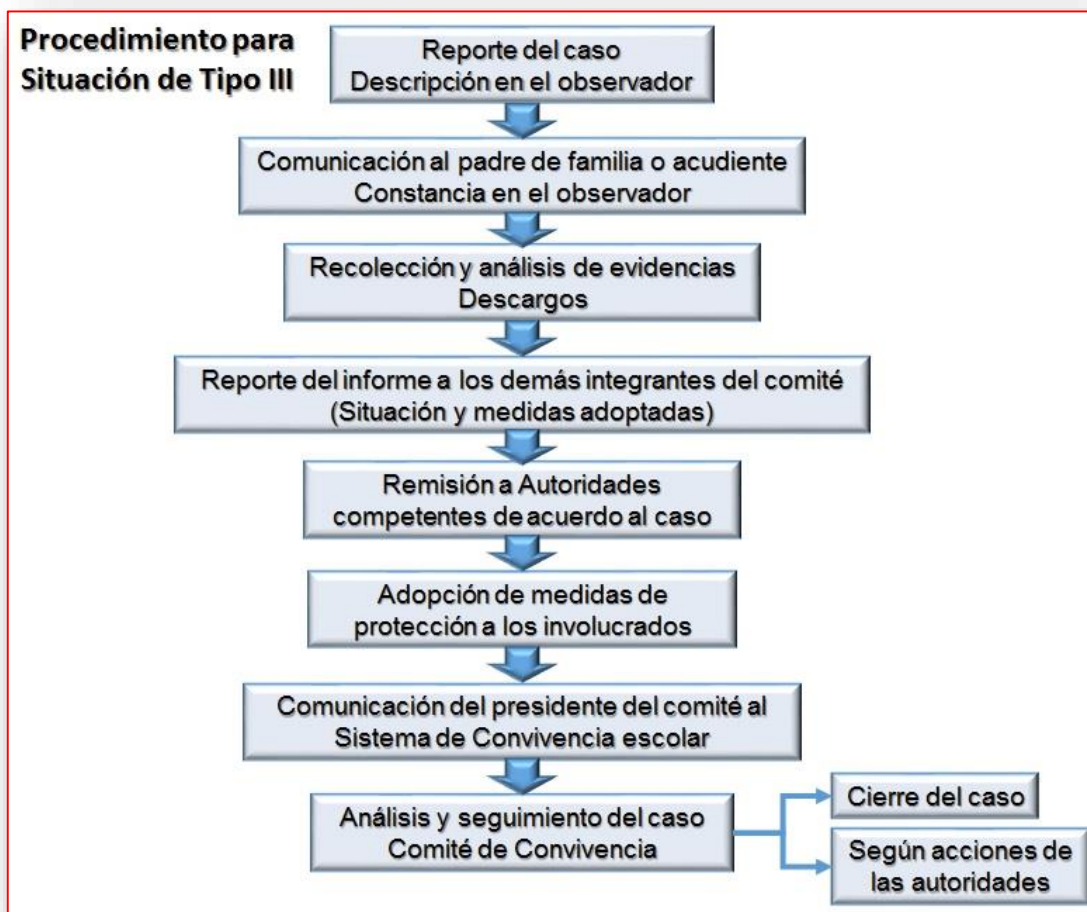 Procedimiento para
Situación de Tipo III
Reporte del caso
Descripción en el observador
Comunicación al padre de familia o acudiente
Constancia en el observador
Recolección y análisis de evidencias
Descargos
Reporte del informe a los demás integrantes del comité
(Situación y medidas adoptadas)
Remisión a Autoridades
competentes de acuerdo al caso
Adopción de medidas de
protección a los involucrados
Comunicación del presidente del comité al
Sistema de Convivencia escolar
Análisis y seguimiento del caso
Comité de Convivencia
Cierre del caso
Según acciones de
las autoridades